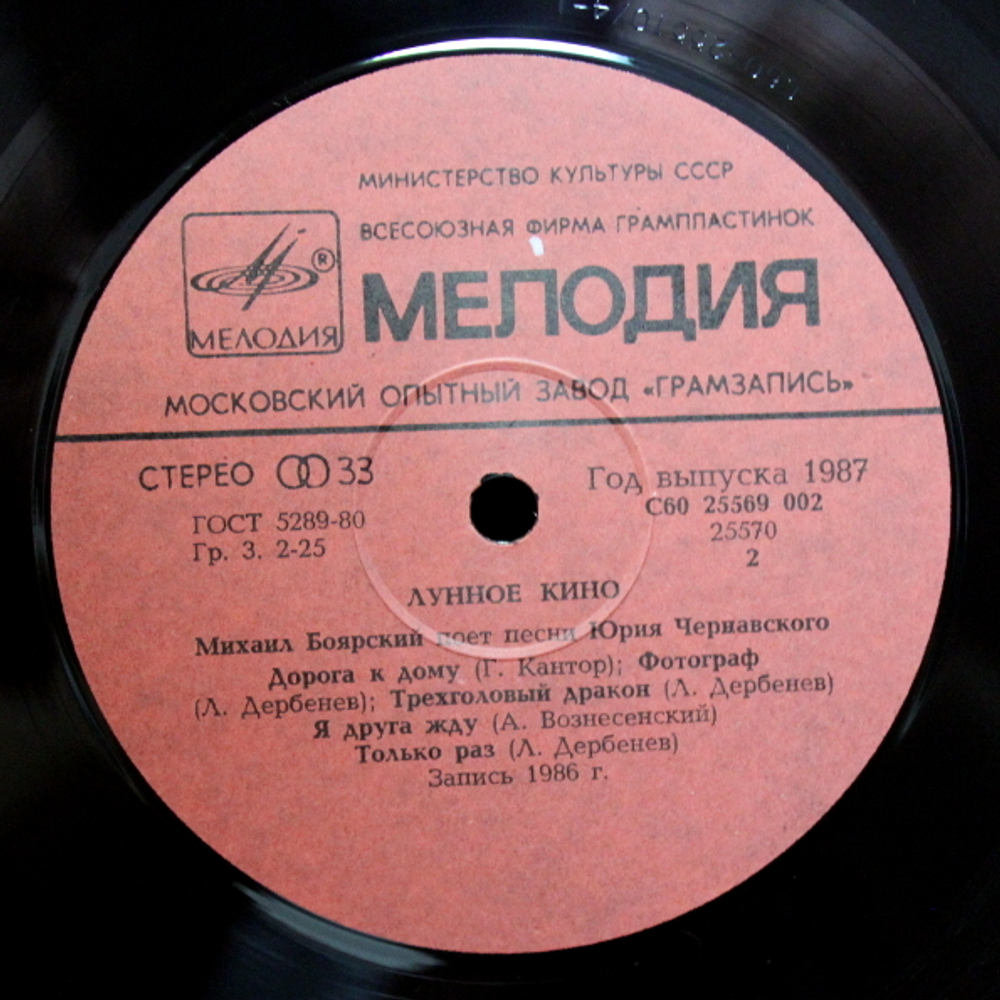 МИНИСТЕРСТВО КУЛЬТУРЫ СССР
ВСЕСОЮЗНАЯ ФИРМА ГРАМПЛАСТИНОК
МЕЛОДИЯ
® МЕЛОДИЯ
МОСКОВСКИЙ ОПЫТНЫЙ ЗАВОД «ГРАМЗАПИСЬ»
СТЕРЕО 33
ГОСТ 5289-80
Гр. 3. 2-25
Год выпуска 1987
С60 25569 002
25570
2
ЛУННОЕ КИНО
Михаил Боярский поет песни Юрия Чернавского
Дорога к дому (Г. Кантор); Фотограф
(Л. Дербенев); Трехголовый дракон (Л. Дербенев)
Я друга жду (А. Вознесенский)
Только раз (Л. Дербенев)
Запись 1986 г.